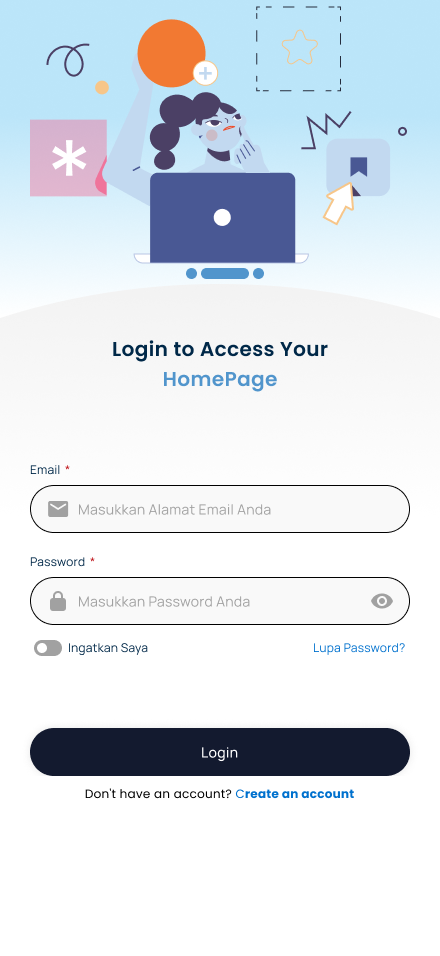 Login to Access Your
HomePage
Email *
Masukkan Alamat Email Anda
Password *
Masukkan Password Anda
Ingatkan Saya
Lupa Password?
Login
Don't have an account? Create an account